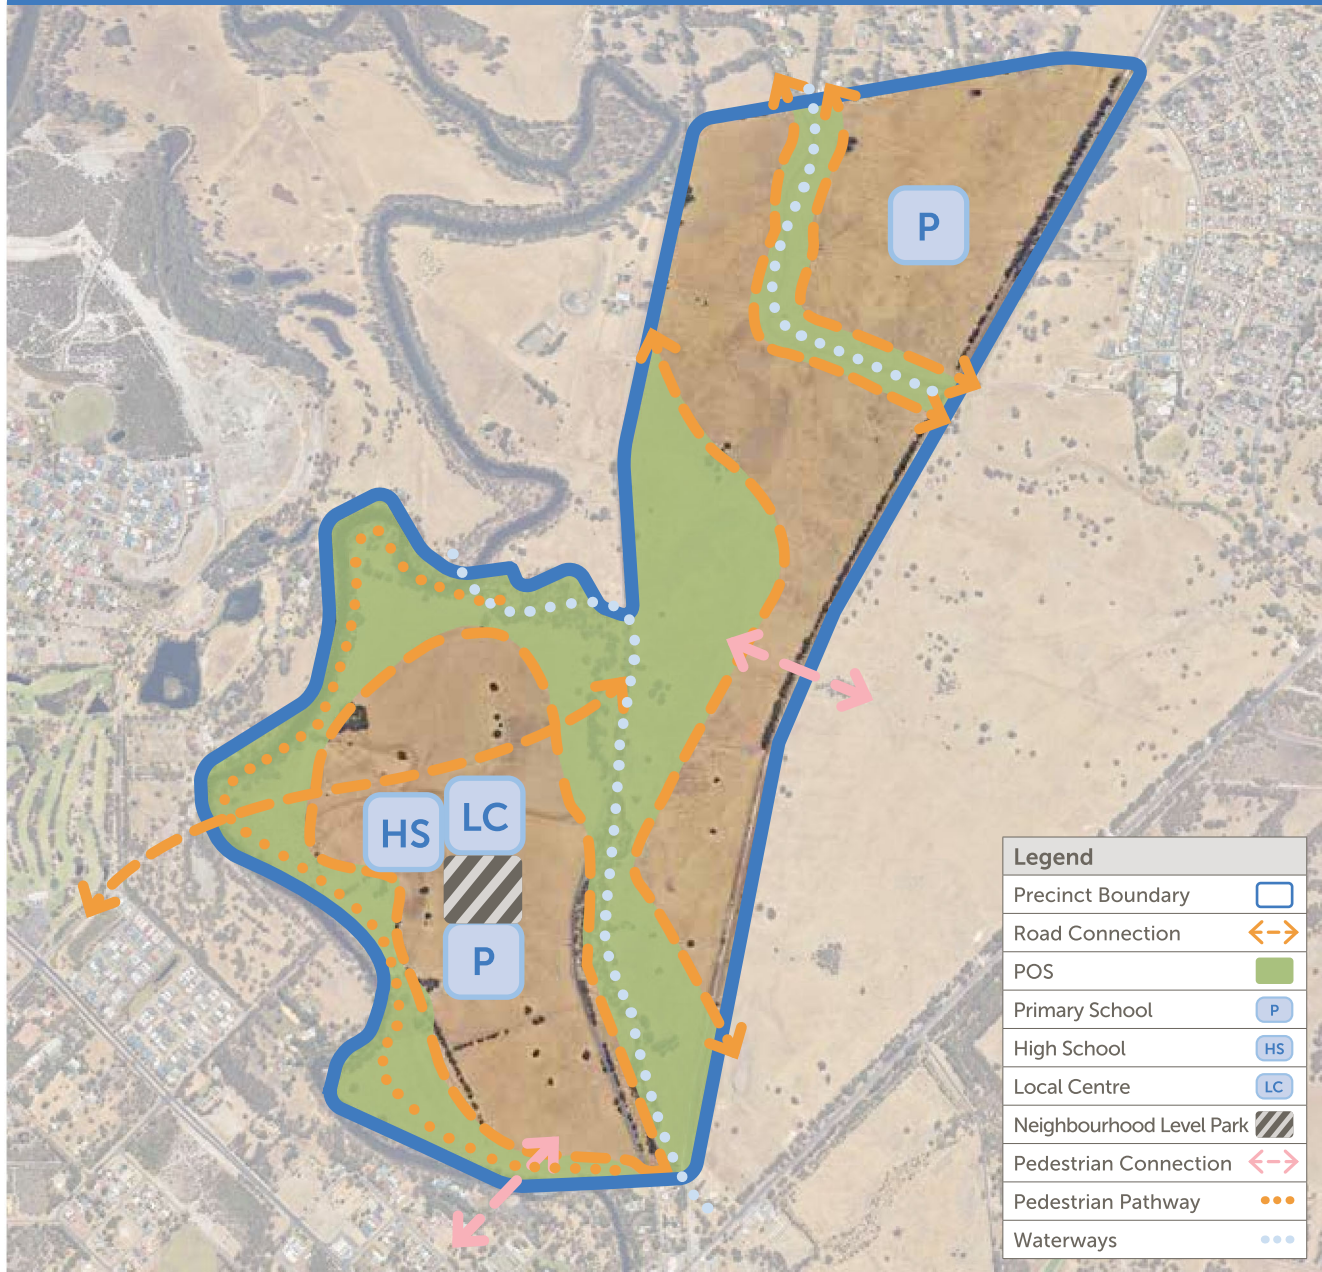 P
HS
LC
P
Legend
Precinct Boundary
Road Connection
POS
Primary School P
High School HS
Local Centre LC
Neighbourhood Level Park
Pedestrian Connection
Pedestrian Pathway
Waterways